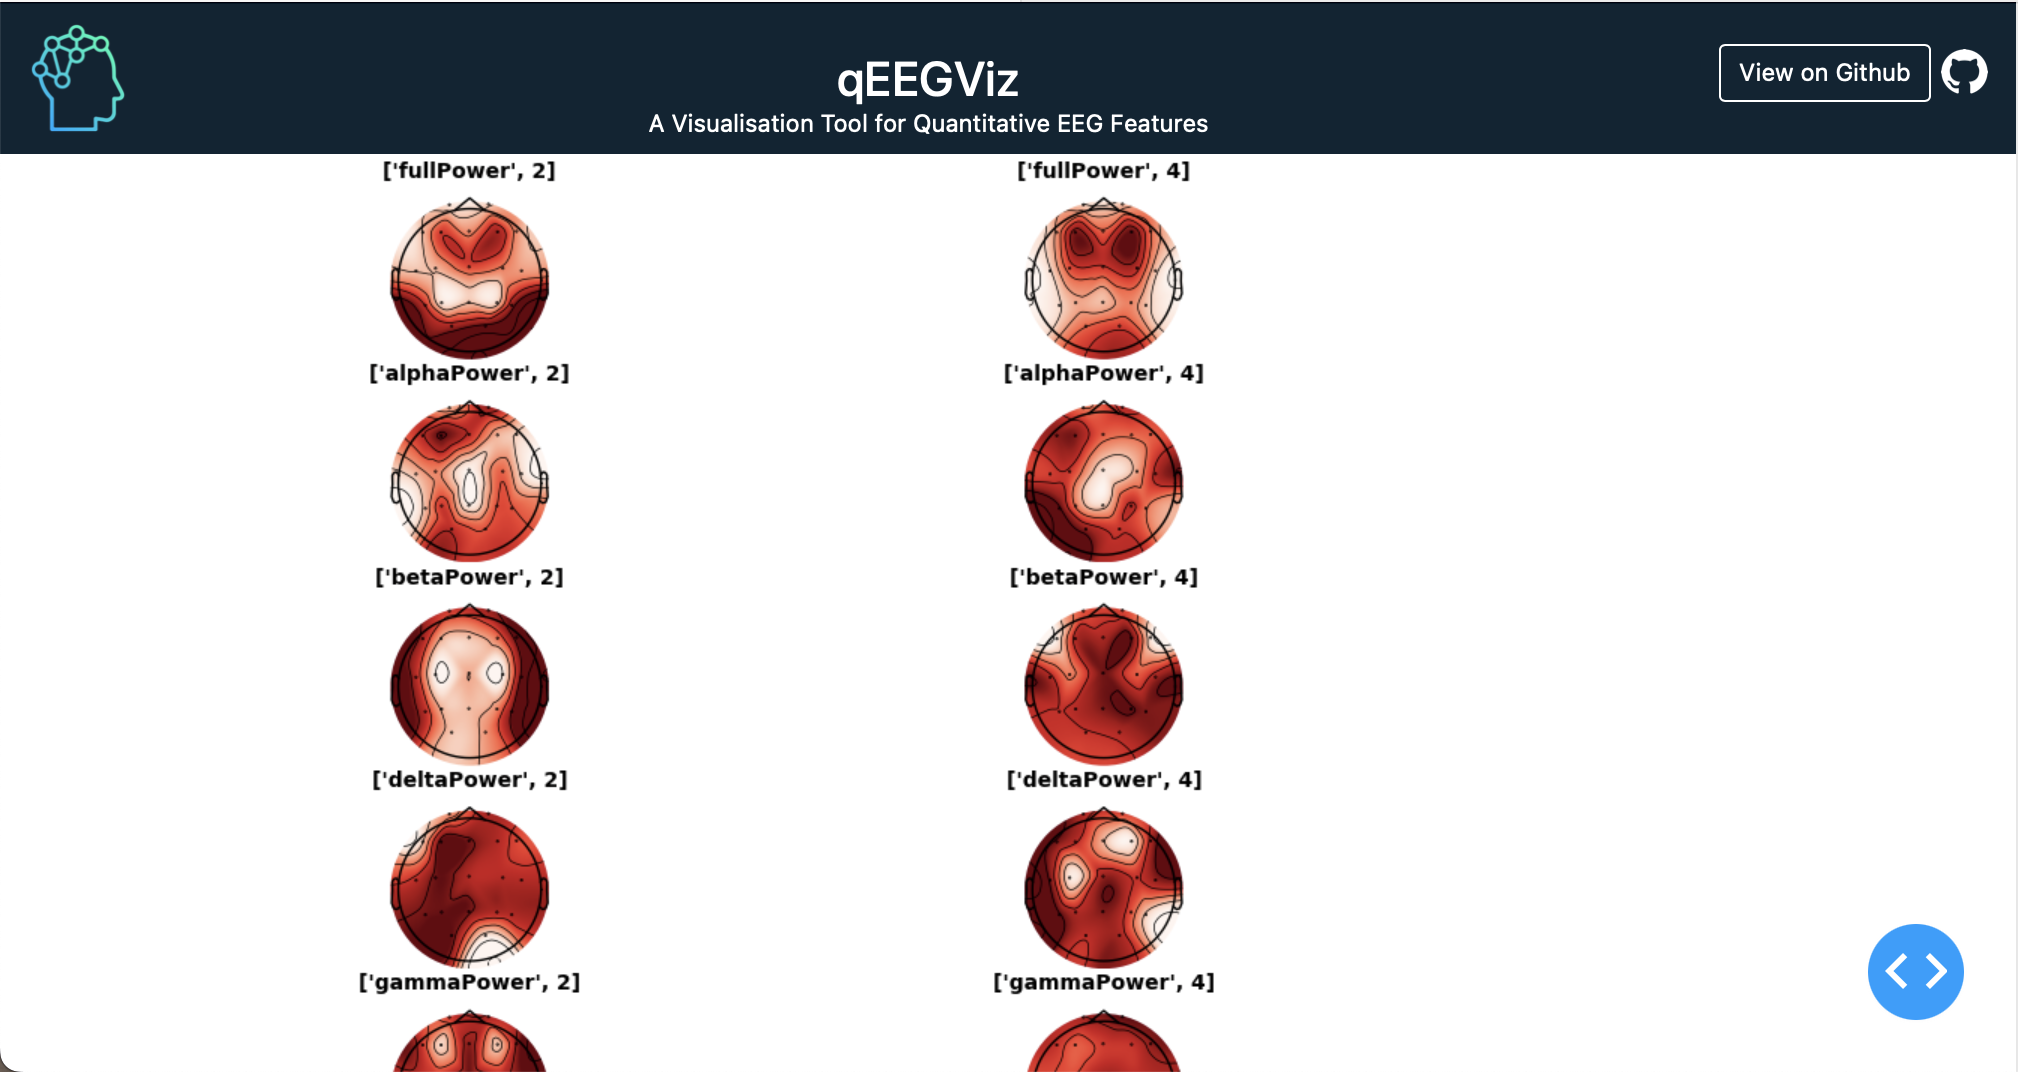 qEEGViz
A Visualisation Tool for Quantitative EEG Features
View on Github
['fullPower', 2]
['fullPower', 4]
['alphaPower', 2]
['alphaPower', 4]
['betaPower', 2]
['betaPower', 4]
['deltaPower', 2]
['deltaPower', 4]
['gammaPower', 2]
['gammaPower', 4]